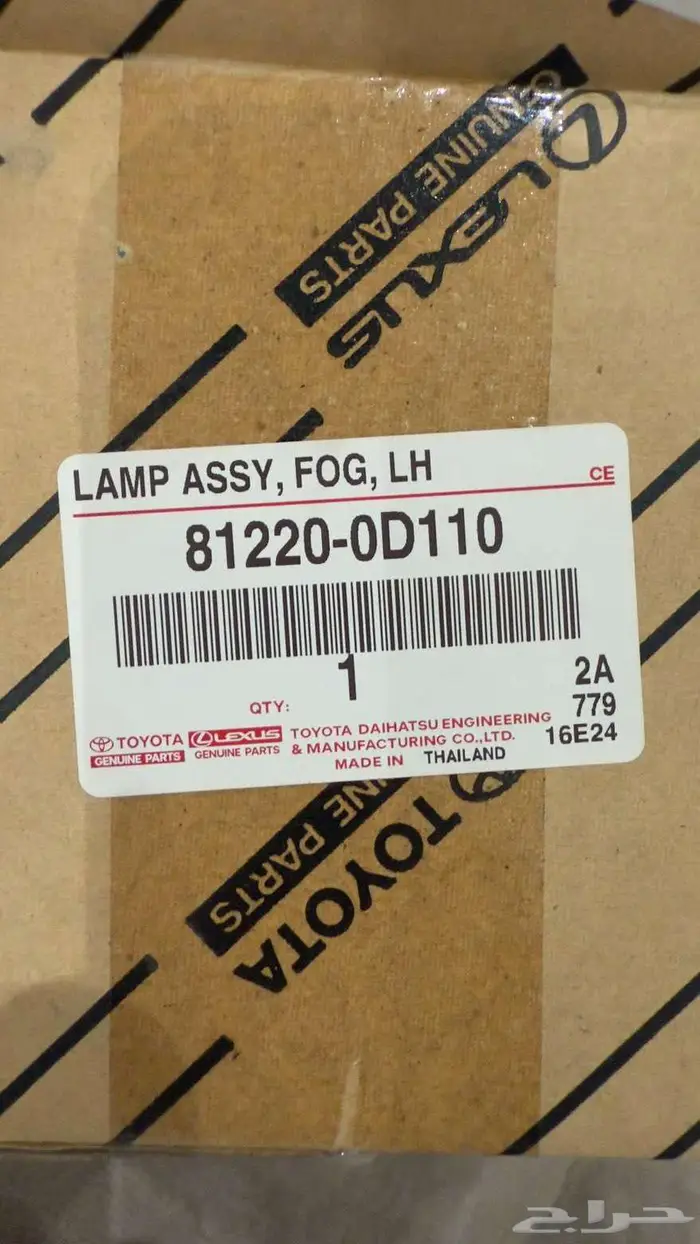 GENUINE PARTS
LEXUS
LAMP ASSY, FOG, LH
CE
81220-0D110
1
QTY:
2A
779
16E24
TOYOTA
GENUINE PARTS
LEXUS
GENUINE PARTS
TOYOTA DAIHATSU ENGINEERING
& MANUFACTURING CO.,LTD.
MADE IN THAILAND
INE PARTS
TOYOTA
حراج